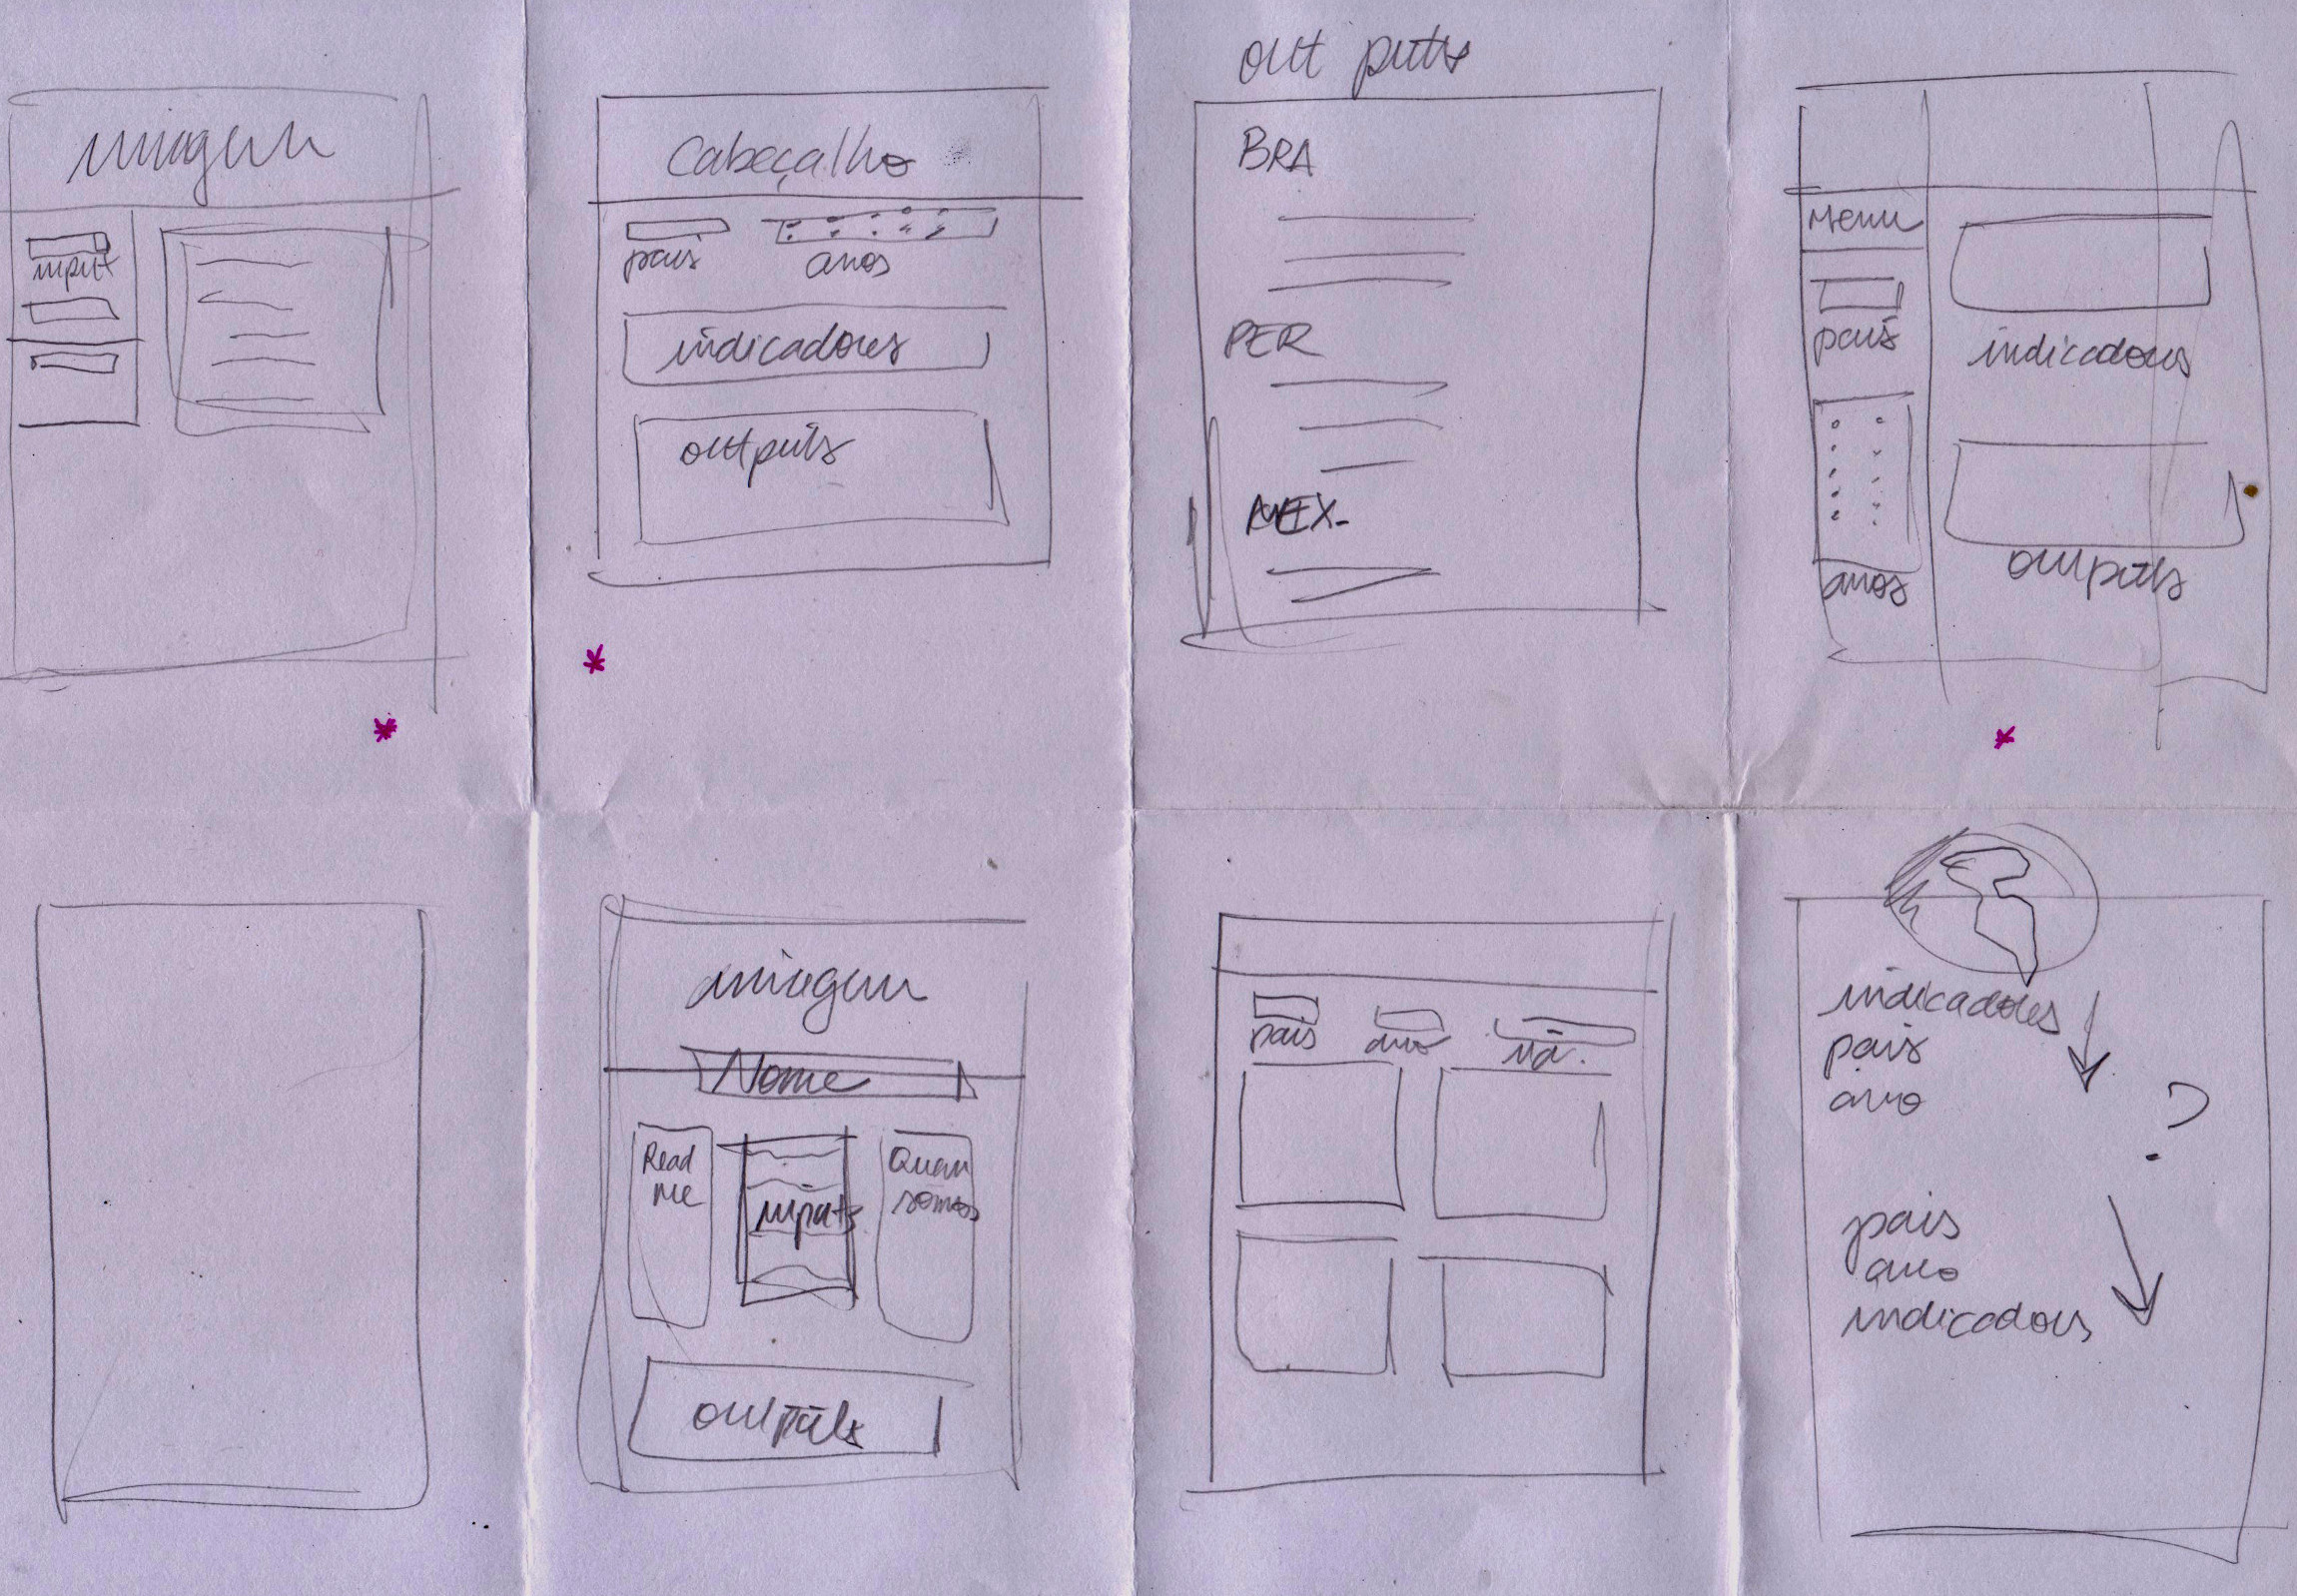 imagem
input
Cabeçalho
país
anos
indicadores
outputs
out puts
BRA
PER
MEX-
Menu
país
indicadores
anos
outputs
imagem
Nome
Read
me
inputs
Quem
somos
outputs
país
ano
ind.
indicadores
país
ano
?
país
ano
indicadores